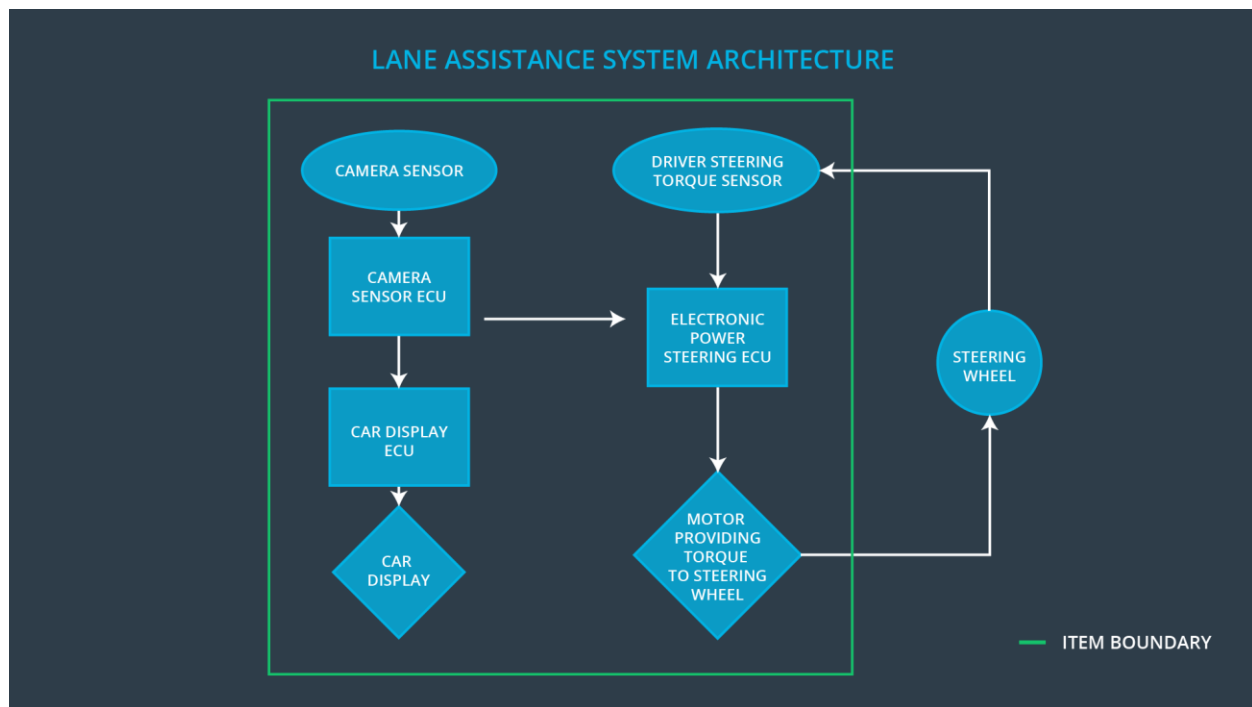 LANE ASSISTANCE SYSTEM ARCHITECTURE
CAMERA SENSOR
DRIVER STEERING
TORQUE SENSOR
CAMERA
SENSOR ECU
ELECTRONIC
POWER
STEERING ECU
STEERING
WHEEL
CAR DISPLAY
ECU
CAR
DISPLAY
MOTOR
PROVIDING
TORQUE
TO STEERING
WHEEL
ITEM BOUNDARY